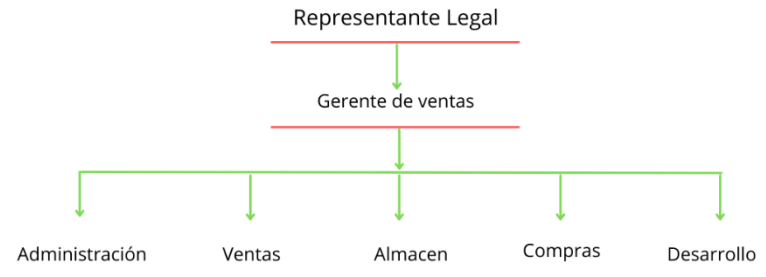 Representante Legal
Gerente de ventas
Administración
Ventas
Almacen
Compras
Desarrollo